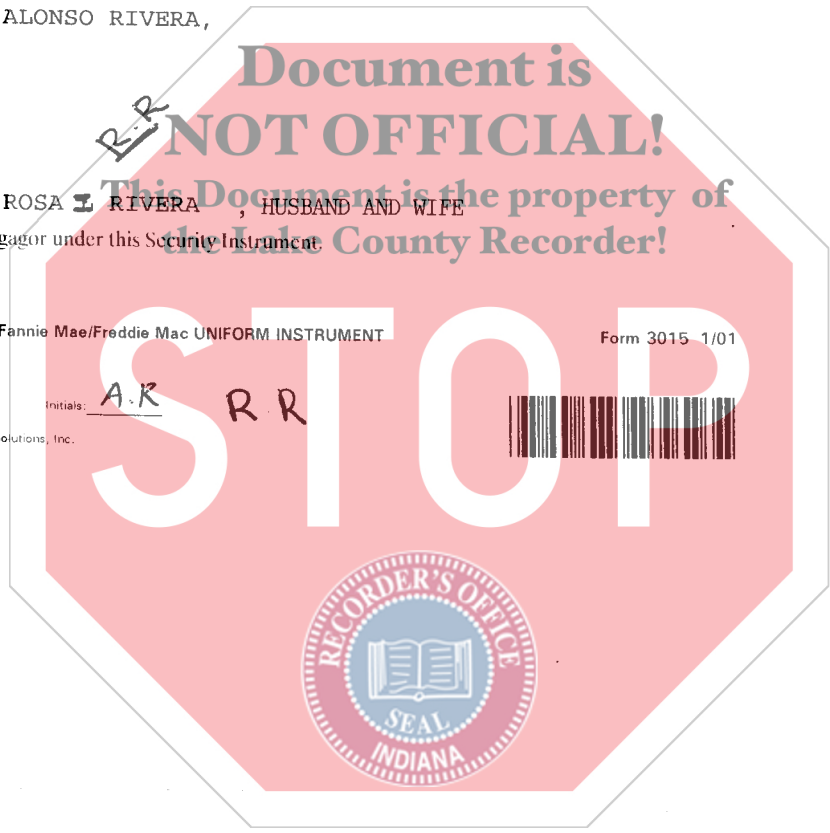 ALONSO RIVERA,
Document is
R.R
NOT OFFICIAL!
This Document is the property of
ROSA I RIVERA , HUSBAND AND WIFE
the Lake County Recorder!
gagor under this Security Instrument.
Fannie Mae/Freddie Mac UNIFORM INSTRUMENT Form 3015 1/01
STOP
Initials: A.R R R
olutions, Inc.
RECORDER'S OFFICE
SEAL
INDIANA